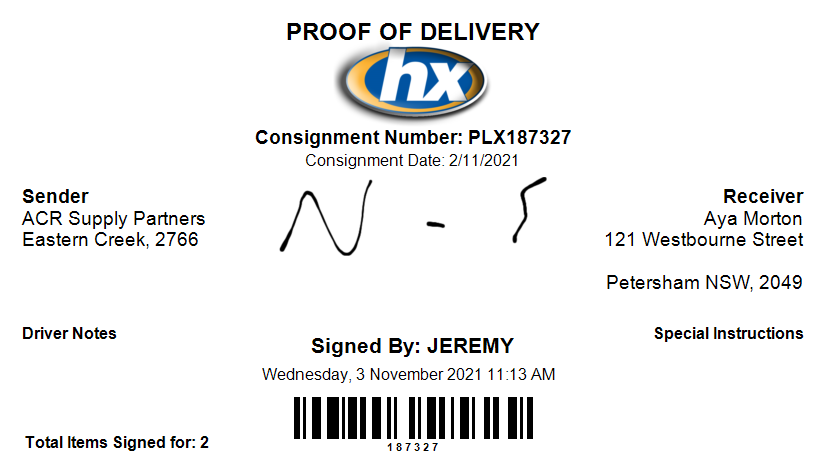 PROOF OF DELIVERY
hx
Consignment Number: PLX187327
Consignment Date: 2/11/2021
Sender
ACR Supply Partners
Eastern Creek, 2766
N - S
Receiver
Aya Morton
121 Westbourne Street
Petersham NSW, 2049
Driver Notes
Special Instructions
Signed By: JEREMY
Wednesday, 3 November 2021 11:13 AM
187327
Total Items Signed for: 2